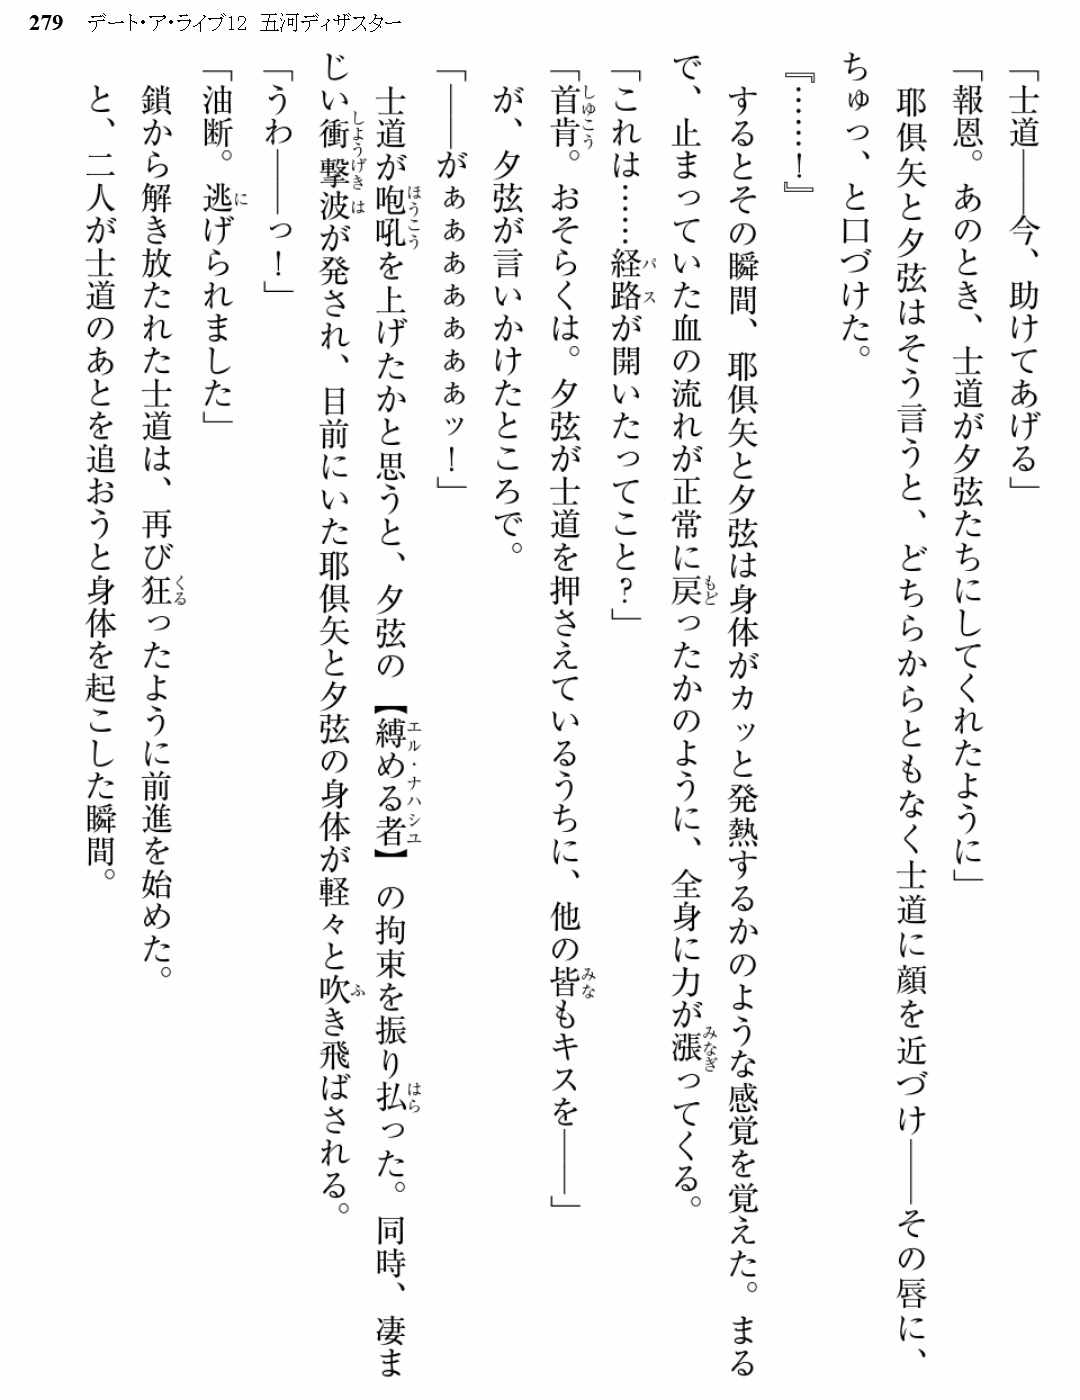 279 デート・ア・ライブ12 五河ディザスター
「士道――今、助けてあげる」
「報恩。あのとき、士道が夕弦たちにしてくれたように」
耶倶矢と夕弦はそう言うと、どちらからともなく士道に顔を近づけ――その唇に、
ちゅっ、と口づけた。
『……！』
するとその瞬間、耶倶矢と夕弦は身体がカッと発熱するかのような感覚を覚えた。まる
で、止まっていた血の流れが正常に戻ったかのように、全身に力が漲ってくる。
「これは……経路が開いたってこと？」
「首肯。おそらくは。夕弦が士道を押さえているうちに、他の皆もキスを――」
が、夕弦が言いかけたところで。
「――がぁぁぁぁぁぁぁッ！」
士道が咆吼を上げたかと思うと、夕弦の【縛める者】の拘束を振り払った。同時、凄ま
じい衝撃波が発され、目前にいた耶倶矢と夕弦の身体が軽々と吹き飛ばされる。
「うわ――っ！」
「油断。逃げられました」
鎖から解き放たれた士道は、再び狂ったように前進を始めた。
と、二人が士道のあとを追おうと身体を起こした瞬間。